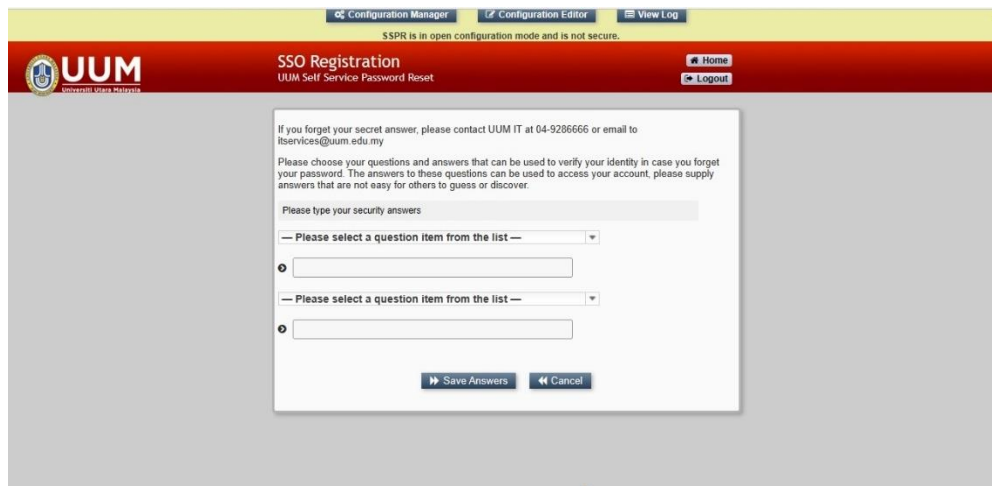 Configuration Manager Configuration Editor View Log
SSPR is in open configuration mode and is not secure.
UUM
Universiti Utara Malaysia
SSO Registration
UUM Self Service Password Reset
Home
Logout
If you forget your secret answer, please contact UUM IT at 04-9286666 or email to
itservices@uum.edu.my
Please choose your questions and answers that can be used to verify your identity in case you forget
your password. The answers to these questions can be used to access your account, please supply
answers that are not easy for others to guess or discover.
Please type your security answers
— Please select a question item from the list —
— Please select a question item from the list —
Save Answers Cancel